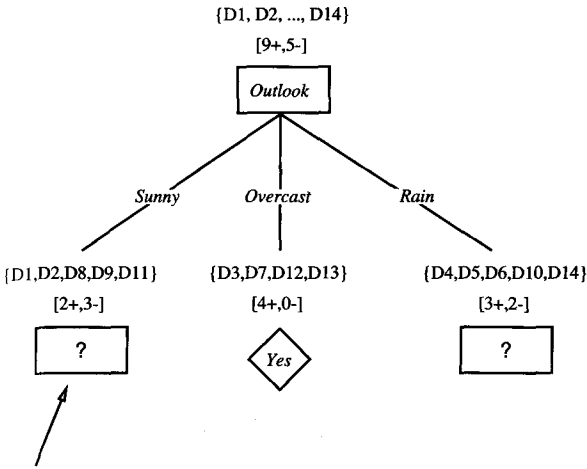 {D1, D2, ..., D14}
[9+,5-]
Outlook
Sunny Overcast Rain
{D1,D2,D8,D9,D11} {D3,D7,D12,D13} {D4,D5,D6,D10,D14}
[2+,3-] [4+,0-] [3+,2-]
? Yes ?